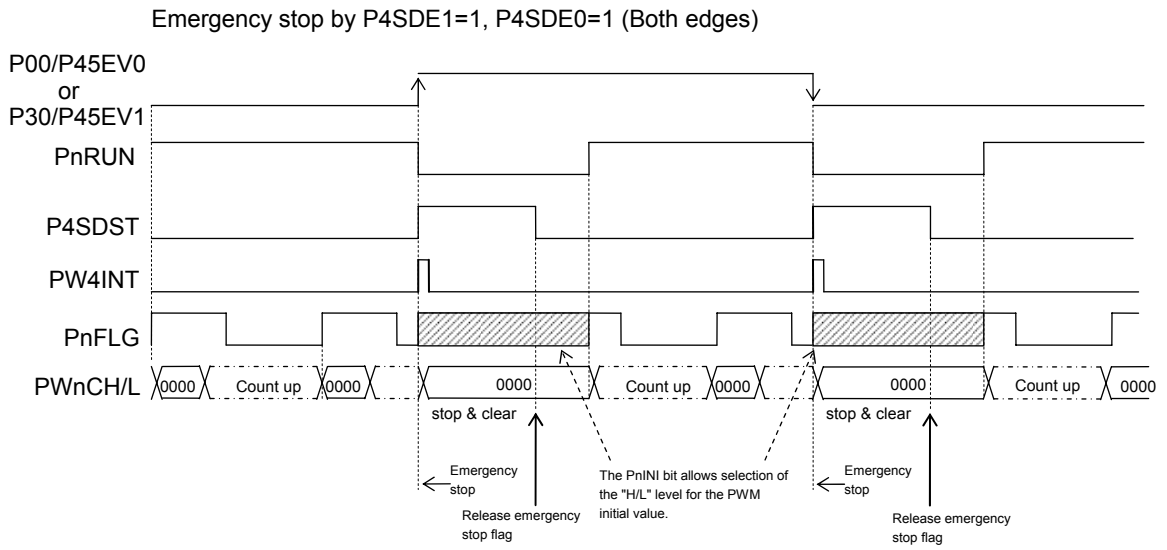 Emergency stop by P4SDE1=1, P4SDE0=1 (Both edges)
P00/P45EV0
or
P30/P45EV1
PnRUN
P4SDST
PW4INT
PnFLG
PWnCH/L
0000
Count up
0000
0000
Count up
0000
0000
Count up
0000
stop & clear
stop & clear
Emergency
stop
The PnINI bit allows selection of
the "H/L" level for the PWM
initial value.
Emergency
stop
Release emergency
stop flag
Release emergency
stop flag